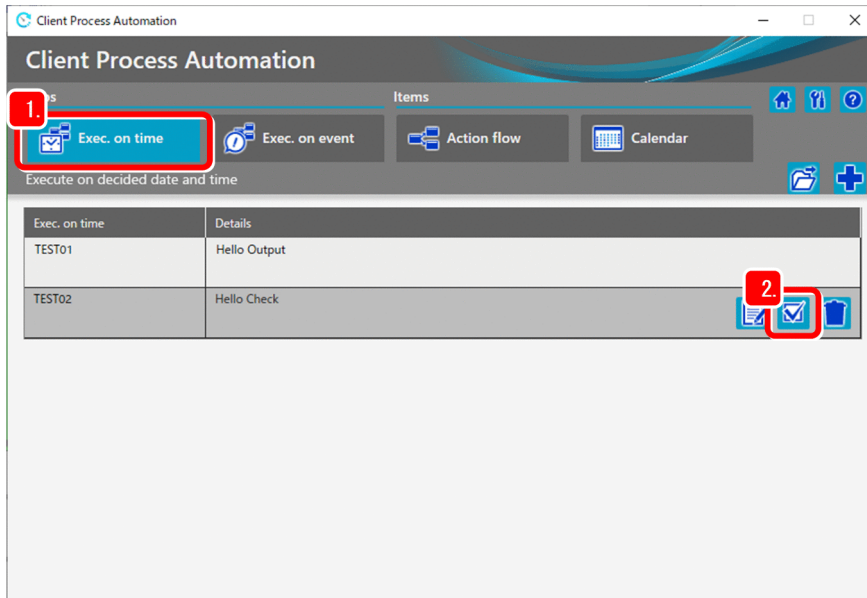 Client Process Automation
Client Process Automation
Items
1.
Exec. on time
Exec. on event
Action flow
Calendar
Execute on decided date and time
Exec. on time Details
TEST01 Hello Output
TEST02 Hello Check
2.